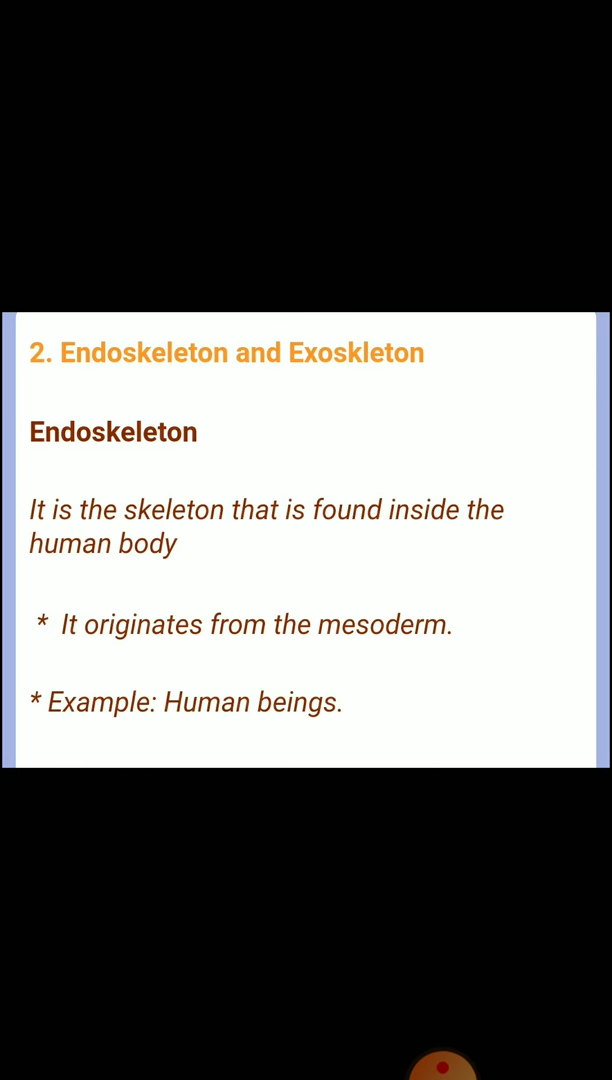 2. Endoskeleton and Exoskleton
Endoskeleton
It is the skeleton that is found inside the
human body
* It originates from the mesoderm.
* Example: Human beings.